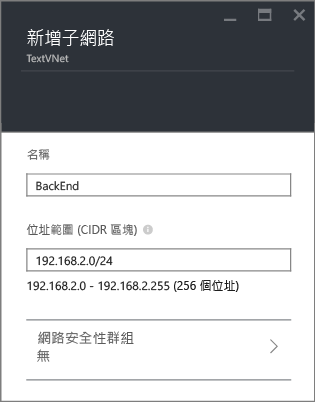 新增子網路
TextVNet
名稱
BackEnd
位址範圍 (CIDR 區塊)
192.168.2.0/24
192.168.2.0 - 192.168.2.255 (256 個位址)
網路安全性群組
無